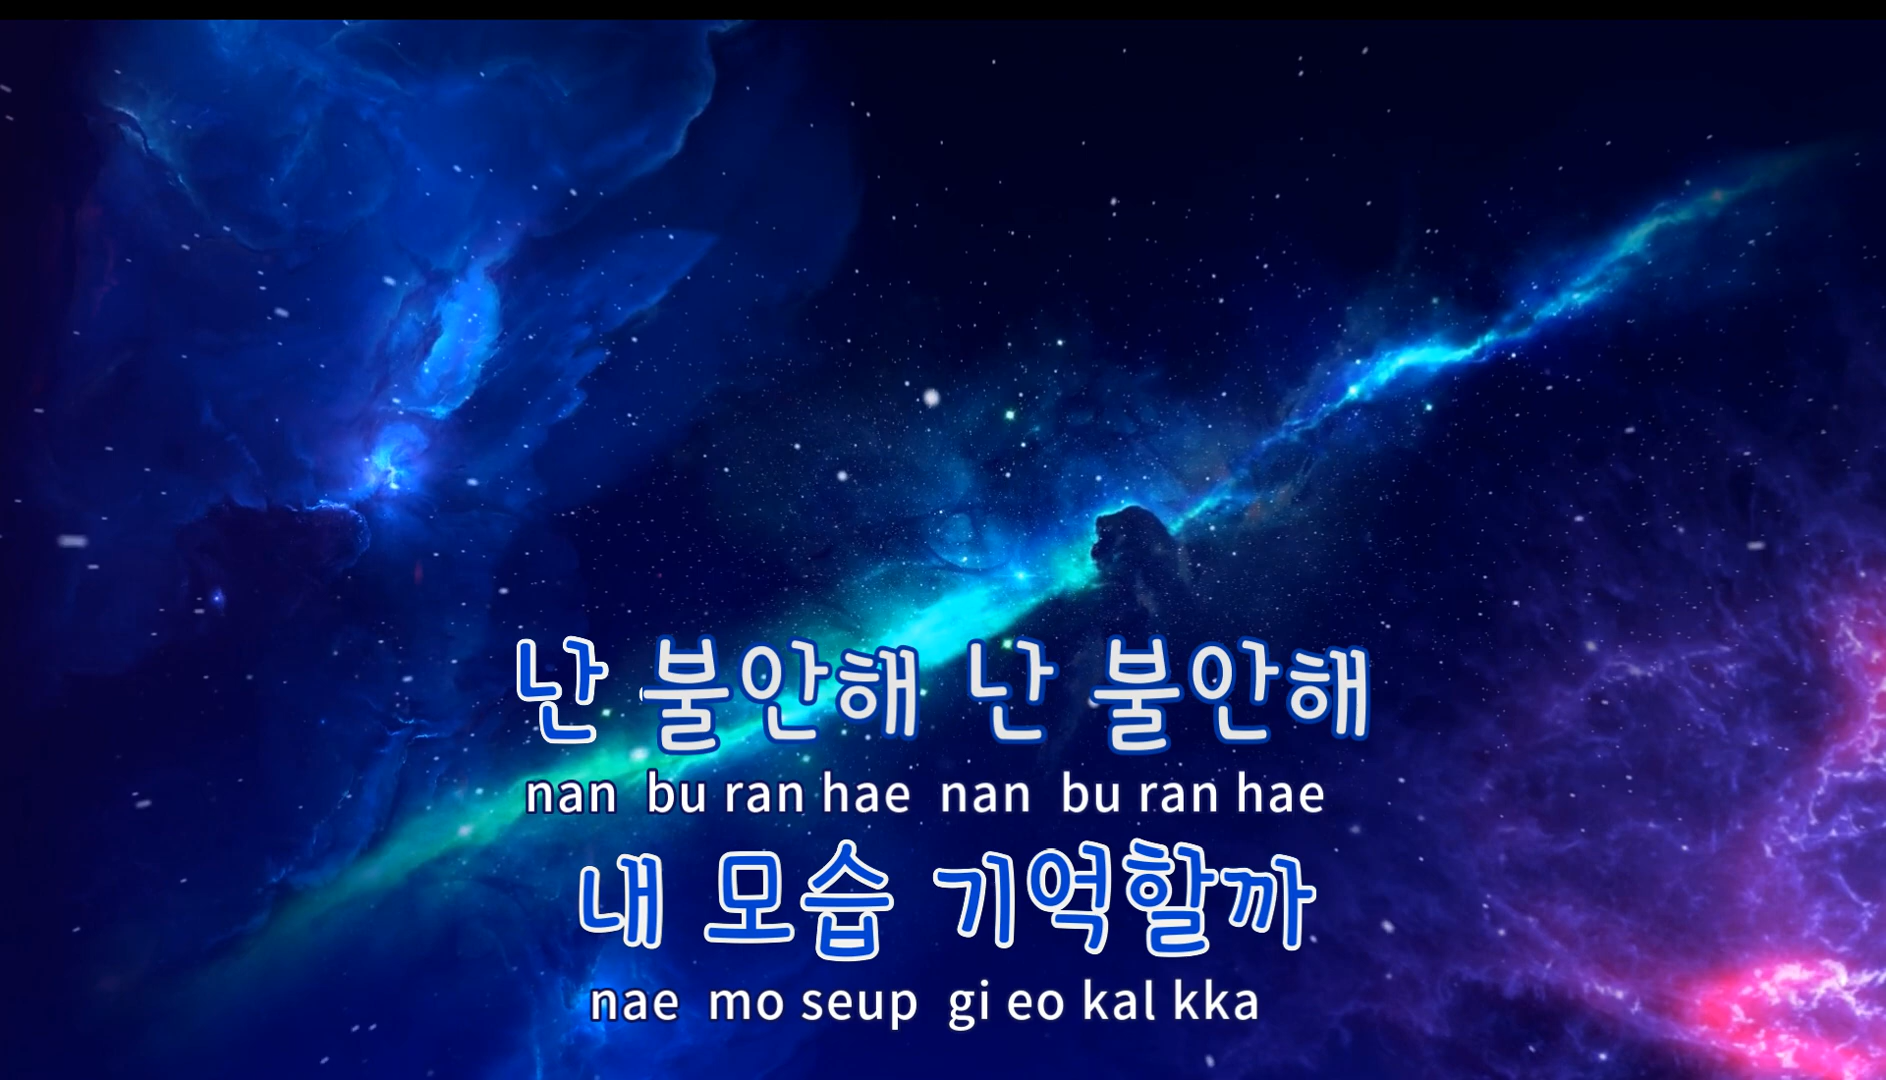 난 불안해 난 불안해
nan bu ran hae nan bu ran hae
내 모습 기억할까
nae mo seup gi eo kal kka